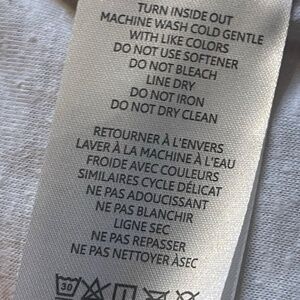 TURN INSIDE OUT
MACHINE WASH COLD GENTLE
WITH LIKE COLORS
DO NOT USE SOFTENER
DO NOT BLEACH
LINE DRY
DO NOT IRON
DO NOT DRY CLEAN
RETOURNER À L'ENVERS
LAVER À LA MACHINE À L'EAU
FROIDE AVEC COULEURS
SIMILAIRES CYCLE DÉLICAT
NE PAS ADOUCISSANT
NE PAS BLANCHIR
LIGNE SEC
NE PAS REPASSER
NE PAS NETTOYER ÀSEC
30